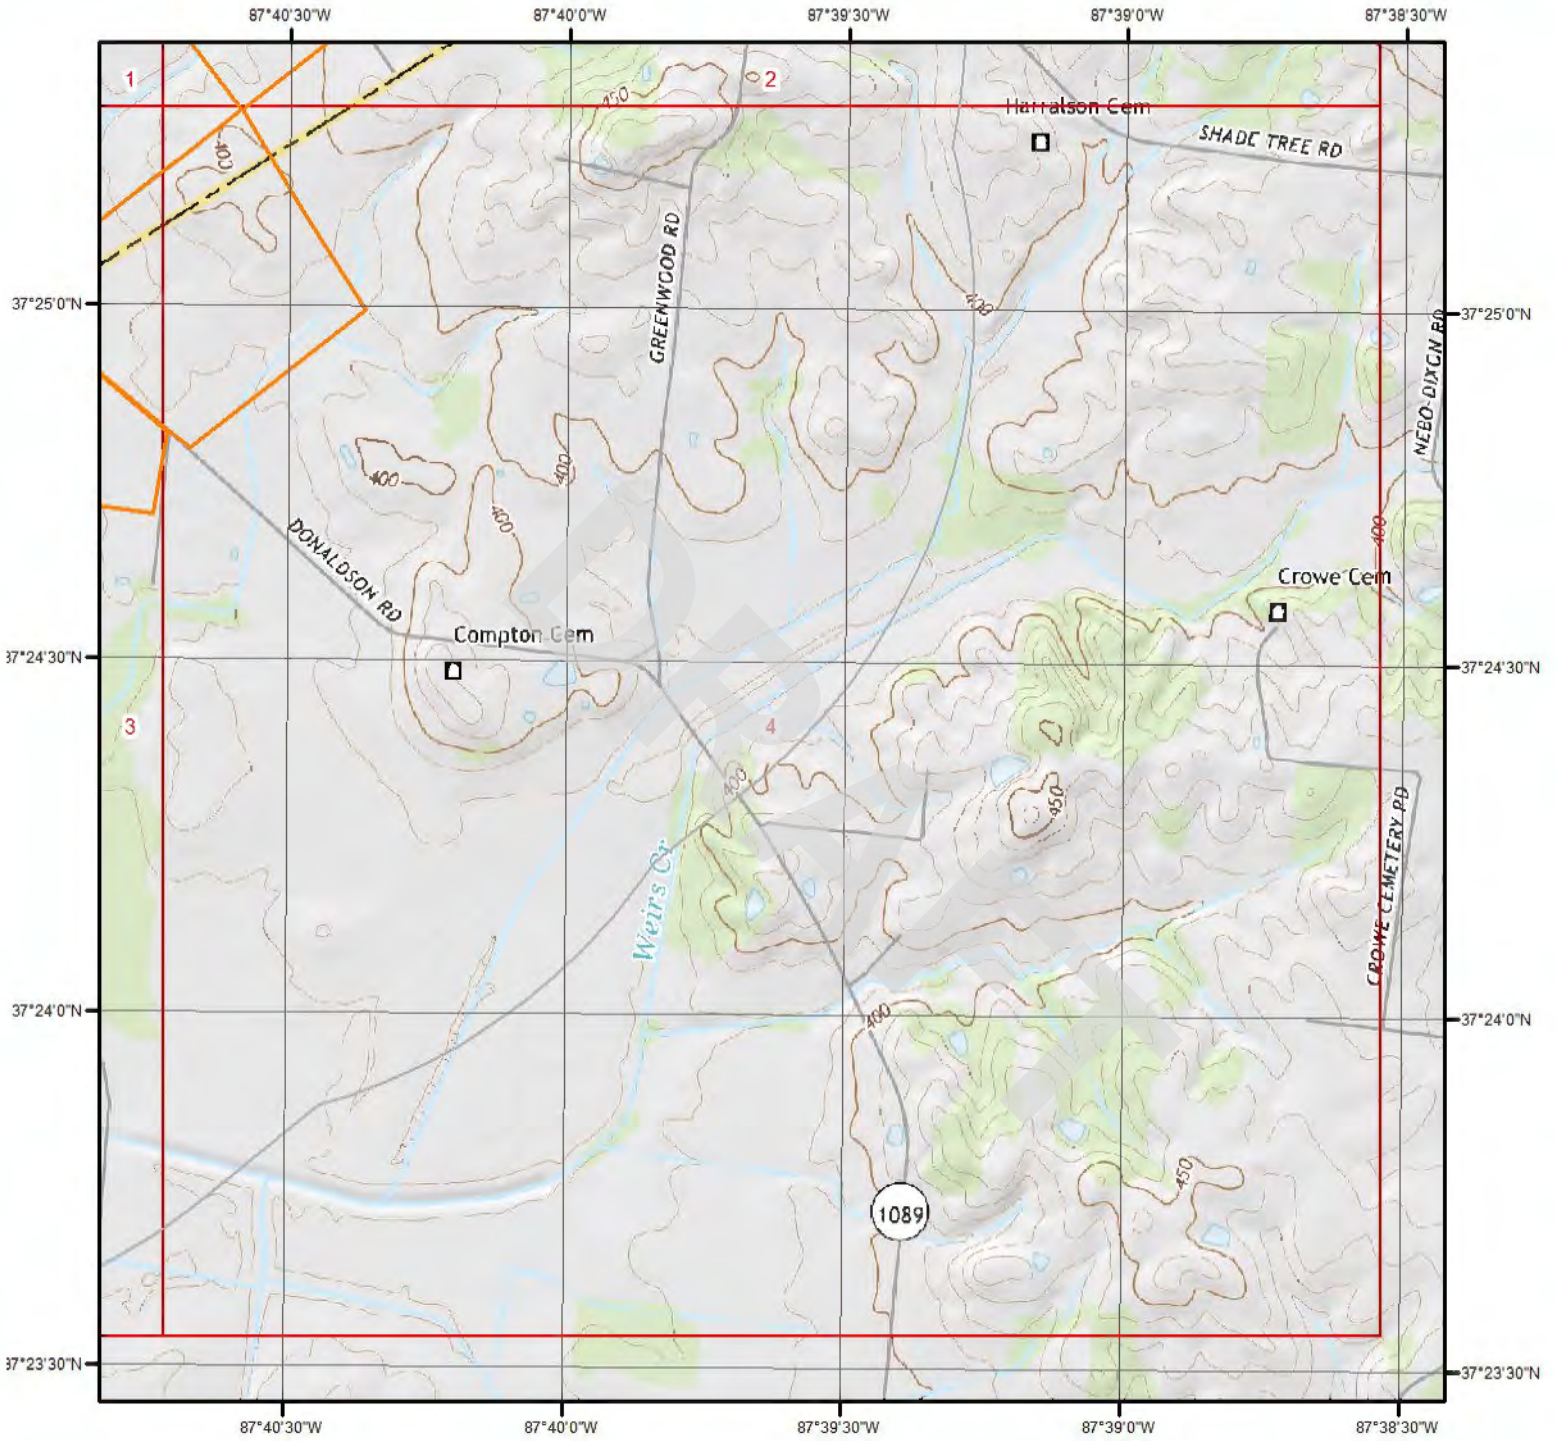 87°40'30"W
87°40'0"W
87°39'30"W
87°39'0"W
87°38'30"W
1
2
450
Harralson Cem
SHADE TREE RD
400
GREENWOOD RD
37°25'0"N
400
37°25'0"N
NEBO-DIXON RD
400
400
400
400
DONALDSON RD
Crowe Cem
Compton Cem
37°24'30"N
37°24'30"N
3
4
400
450
CROWE CEMETERY RD
Weirs Cr
DRAFT
37°24'0"N
400
37°24'0"N
450
1089
37°23'30"N
37°23'30"N
87°40'30"W
87°40'0"W
87°39'30"W
87°39'0"W
87°38'30"W